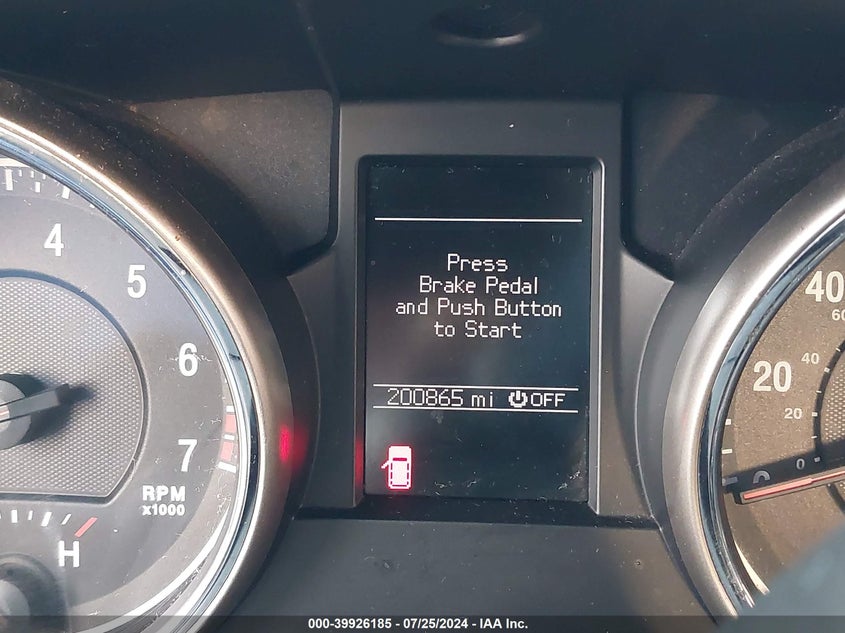 4
5
6
7
RPM
x1000
H
Press
Brake Pedal
and Push Button
to Start
200865 mi OFF
40
60
20
40
20
0
000-39926185 - 07/25/2024 - IAA Inc.